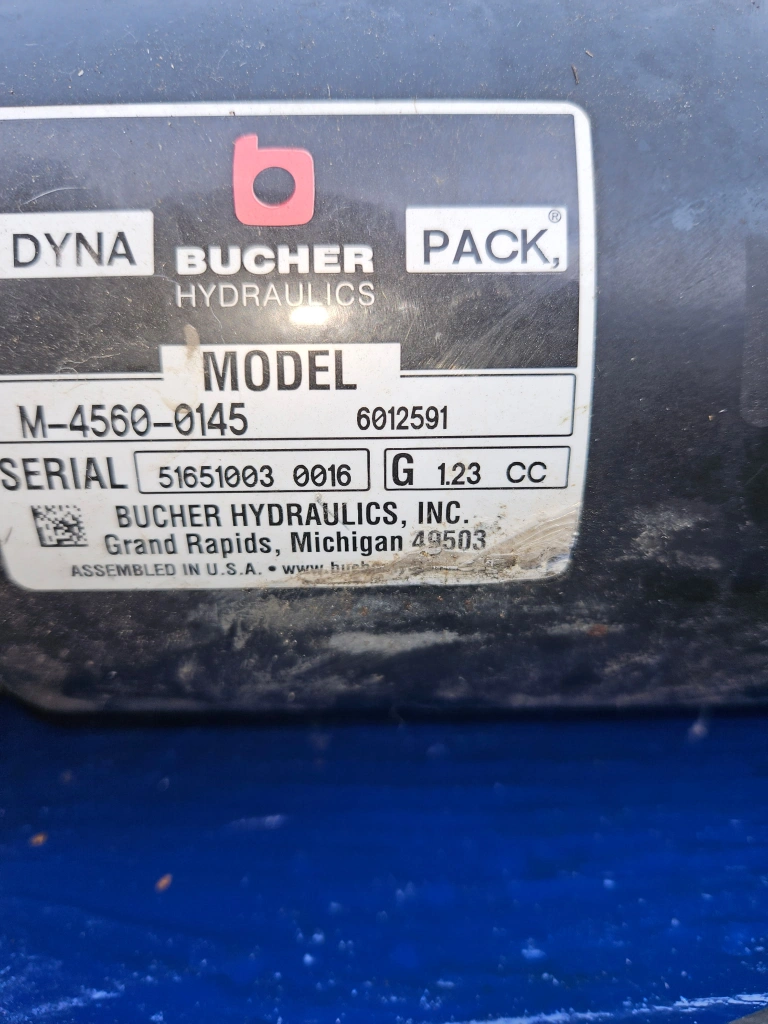 DYNA BUCHER PACK,®
HYDRAULICS
MODEL
M-4560-0145 6012591
SERIAL 51651003 0016 G 1.23 CC
BUCHER HYDRAULICS, INC.
Grand Rapids, Michigan 49503
ASSEMBLED IN U.S.A. •